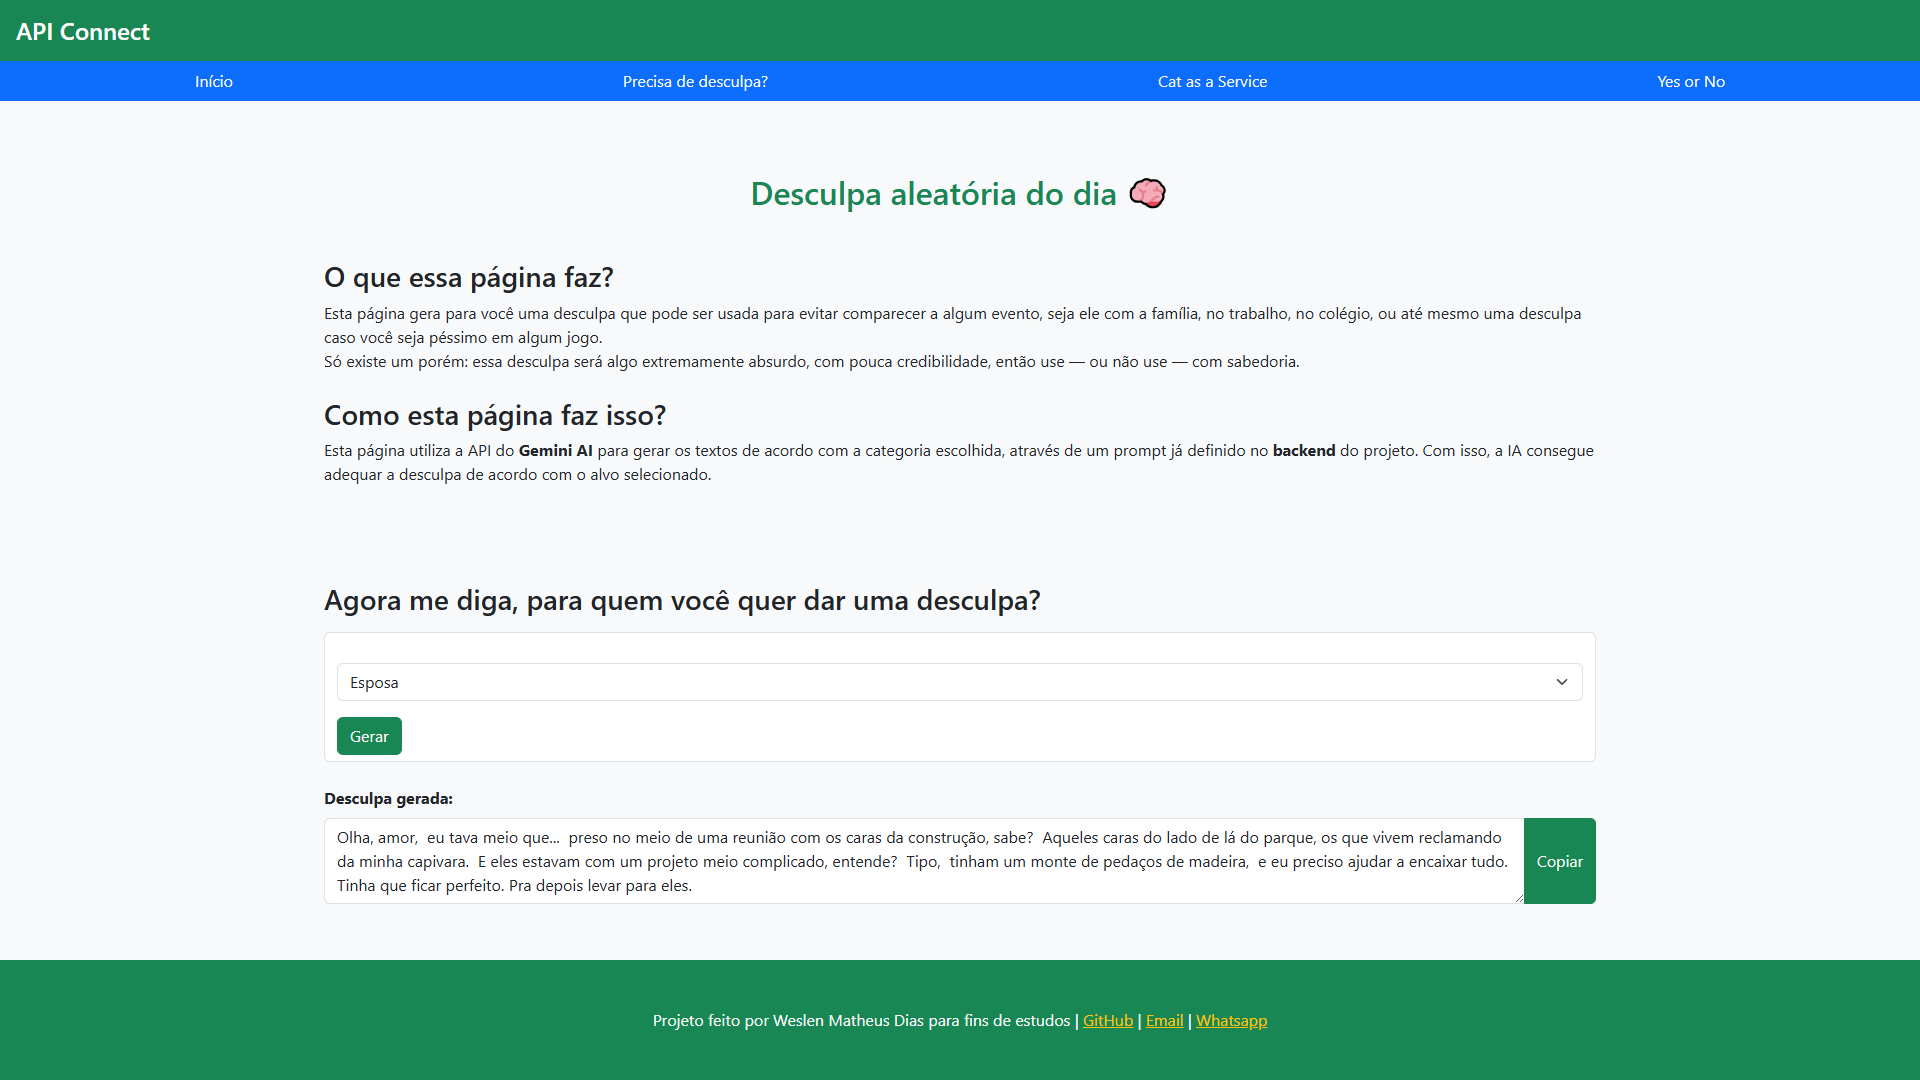 API Connect
Início
Precisa de desculpa?
Cat as a Service
Yes or No
Desculpa aleatória do dia 🧠
O que essa página faz?
Esta página gera para você uma desculpa que pode ser usada para evitar comparecer a algum evento, seja ele com a família, no trabalho, no colégio, ou até mesmo uma desculpa
caso você seja péssimo em algum jogo.
Só existe um porém: essa desculpa será algo extremamente absurdo, com pouca credibilidade, então use — ou não use — com sabedoria.
Como esta página faz isso?
Esta página utiliza a API do Gemini AI para gerar os textos de acordo com a categoria escolhida, através de um prompt já definido no backend do projeto. Com isso, a IA consegue
adequar a desculpa de acordo com o alvo selecionado.
Agora me diga, para quem você quer dar uma desculpa?
Esposa
Gerar
Desculpa gerada:
Olha, amor,  eu tava meio que...  preso no meio de uma reunião com os caras da construção, sabe?  Aqueles caras do lado de lá do parque, os que vivem reclamando
da minha capivara.  E eles estavam com um projeto meio complicado, entende?  Tipo,  tinham um monte de pedaços de madeira,  e eu preciso ajudar a encaixar tudo.
Tinha que ficar perfeito. Pra depois levar para eles.
Copiar
Projeto feito por Weslen Matheus Dias para fins de estudos | GitHub | Email | Whatsapp